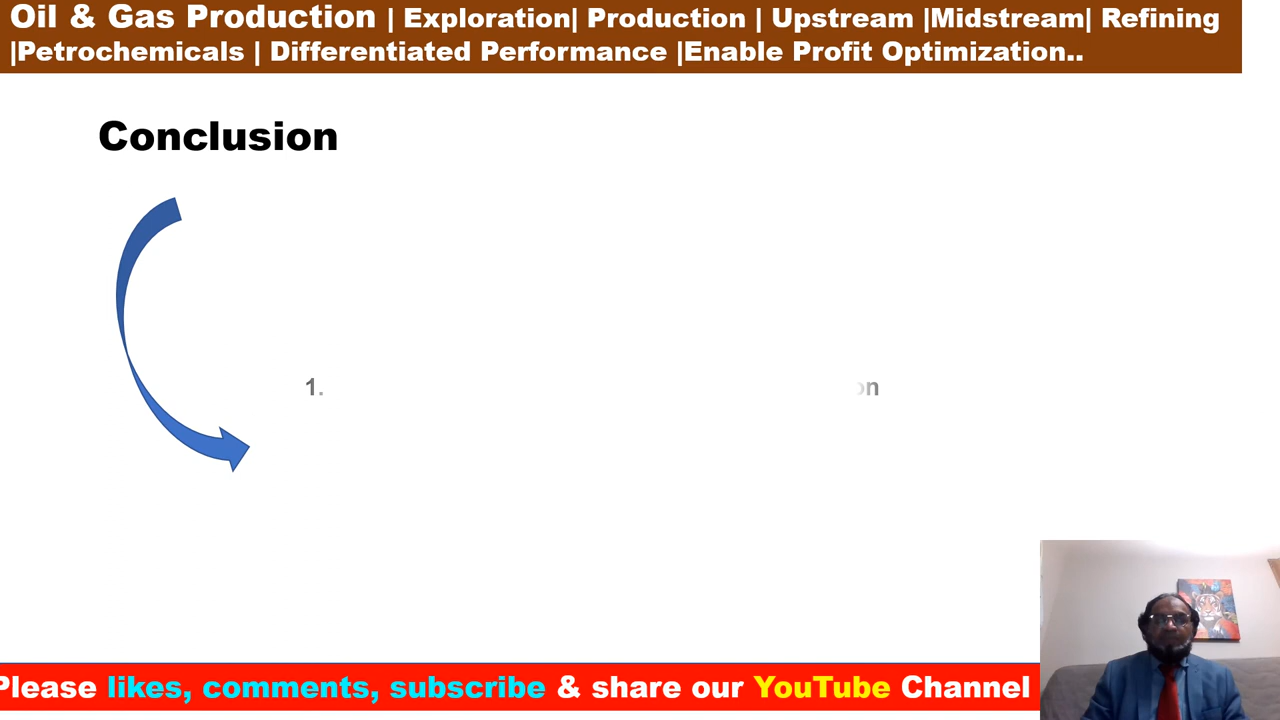 Oil & Gas Production | Exploration| Production | Upstream |Midstream| Refining
|Petrochemicals | Differentiated Performance |Enable Profit Optimization..
Conclusion
1. on
Please likes, comments, subscribe & share our YouTube Channel